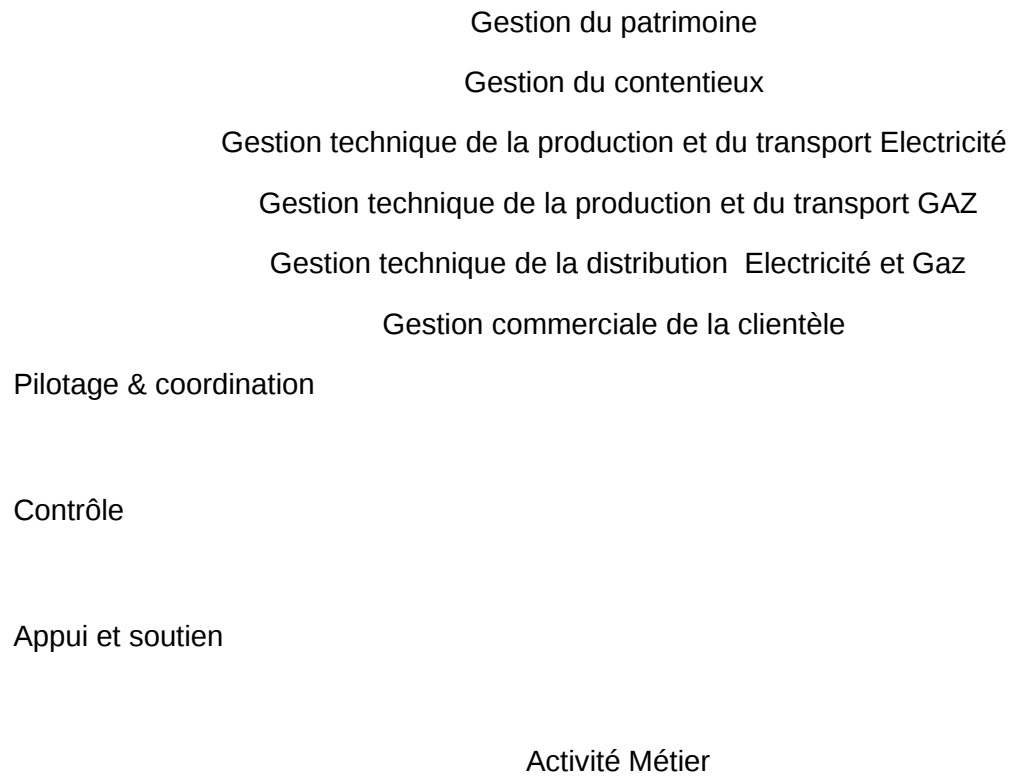 Gestion du patrimoine
Gestion du contentieux
Gestion technique de la production et du transport Electricité
Gestion technique de la production et du transport GAZ
Gestion technique de la distribution  Electricité et Gaz
Gestion commerciale de la clientèle
Pilotage & coordination
Contrôle
Appui et soutien
Activité Métier